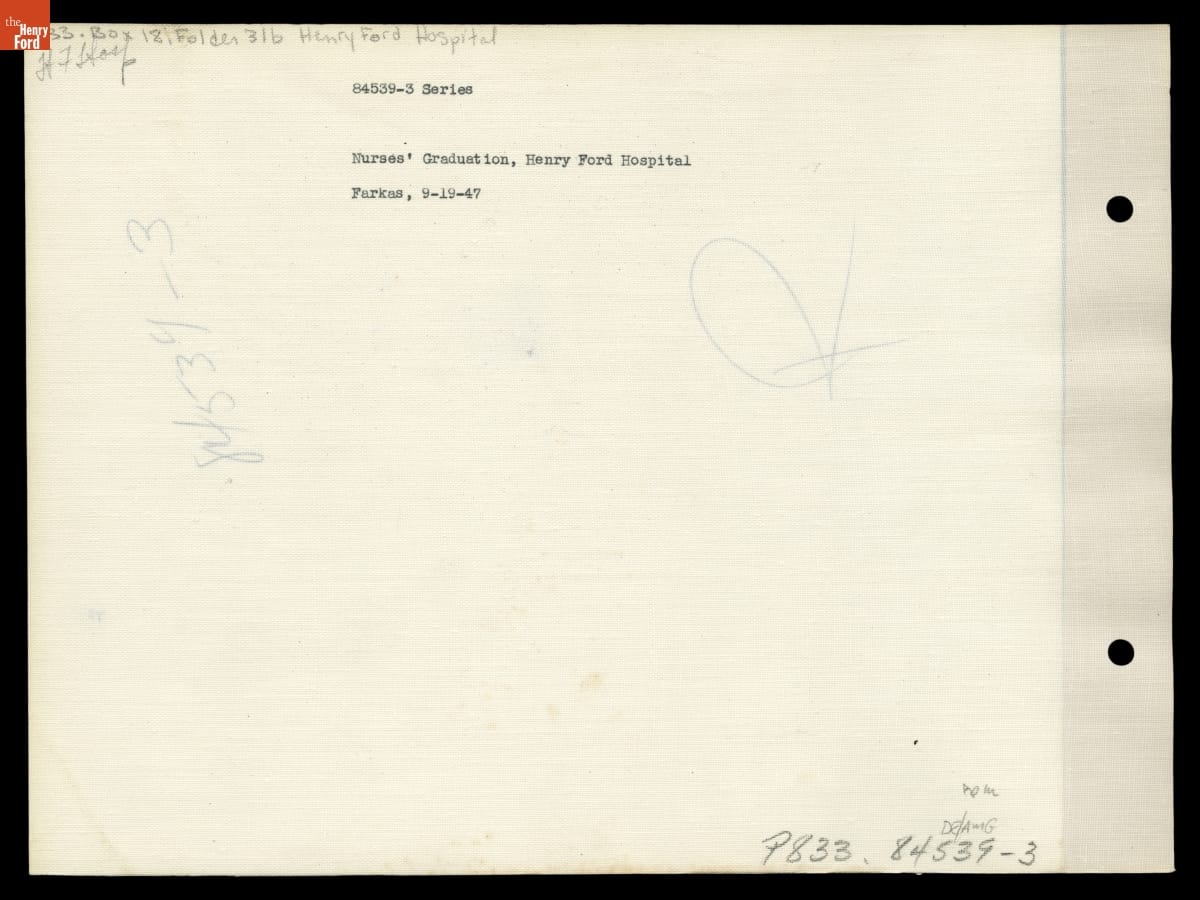 the
Henry
Ford
33. Box 18, Folder 316 Henry Ford Hospital
H F Hosp
84539-3 Series
Nurses' Graduation, Henry Ford Hospital
Farkas, 9-19-47
84539-3
DE/AMG
P833. 84539-3